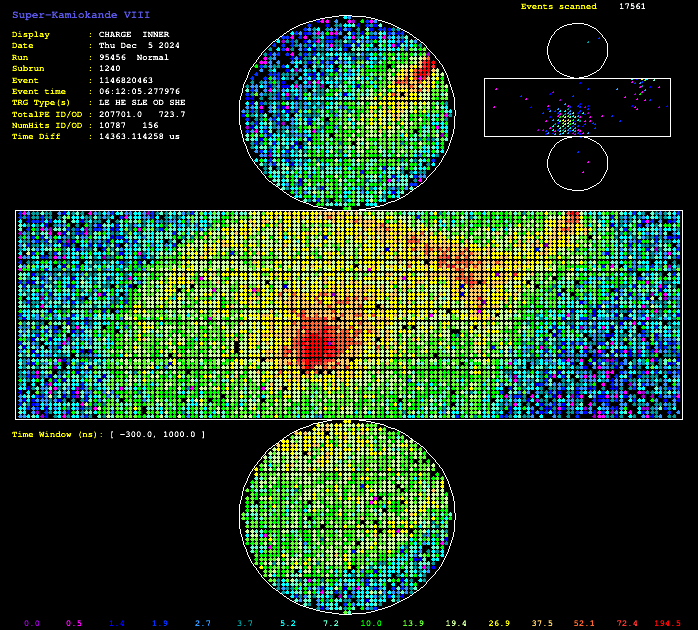 Super-Kamiokande VIII
Events scanned 17561
Display : CHARGE INNER
Date : Thu Dec 5 2024
Run : 95456 Normal
Subrun : 1240
Event : 1146820463
Event time : 06:12:05.277976
TRG Type(s) : LE HE SLE OD SHE
TotalPE ID/OD : 207701.0 723.7
NumHits ID/OD : 10787 156
Time Diff : 14363.114258 us
Time Window (ns): [ -300.0, 1000.0 ]
0.0 0.5 1.4 1.9 2.7 3.7 5.2 7.2 10.0 13.9 19.4 26.9 37.5 52.1 72.4 194.5